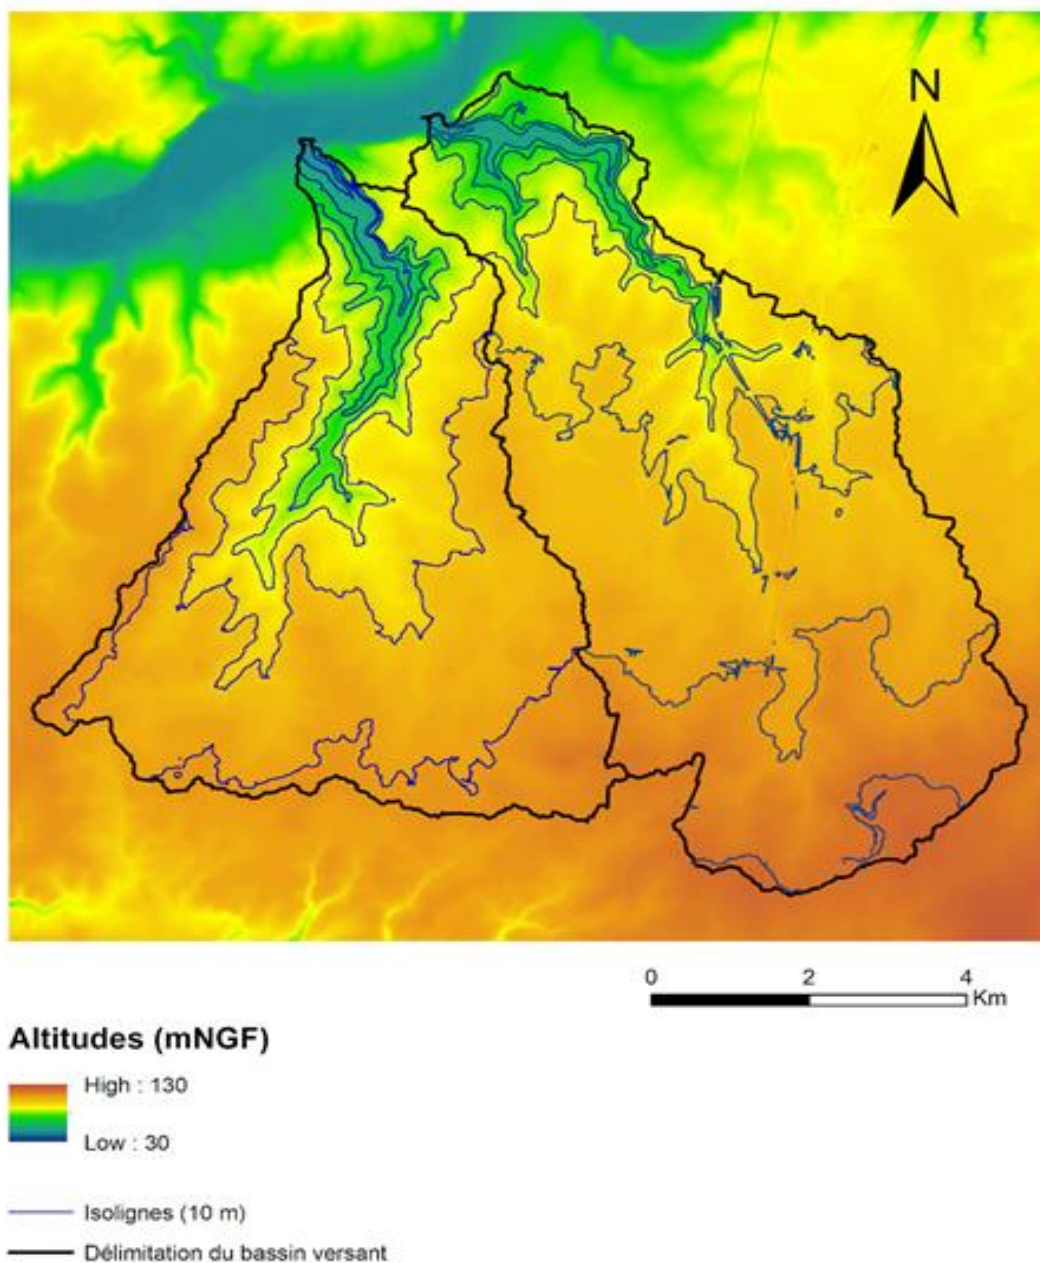 N
0 2 4
Km
Altitudes (mNGF)
High : 130
Low : 30
Isolignes (10 m)
Délimitation du bassin versant